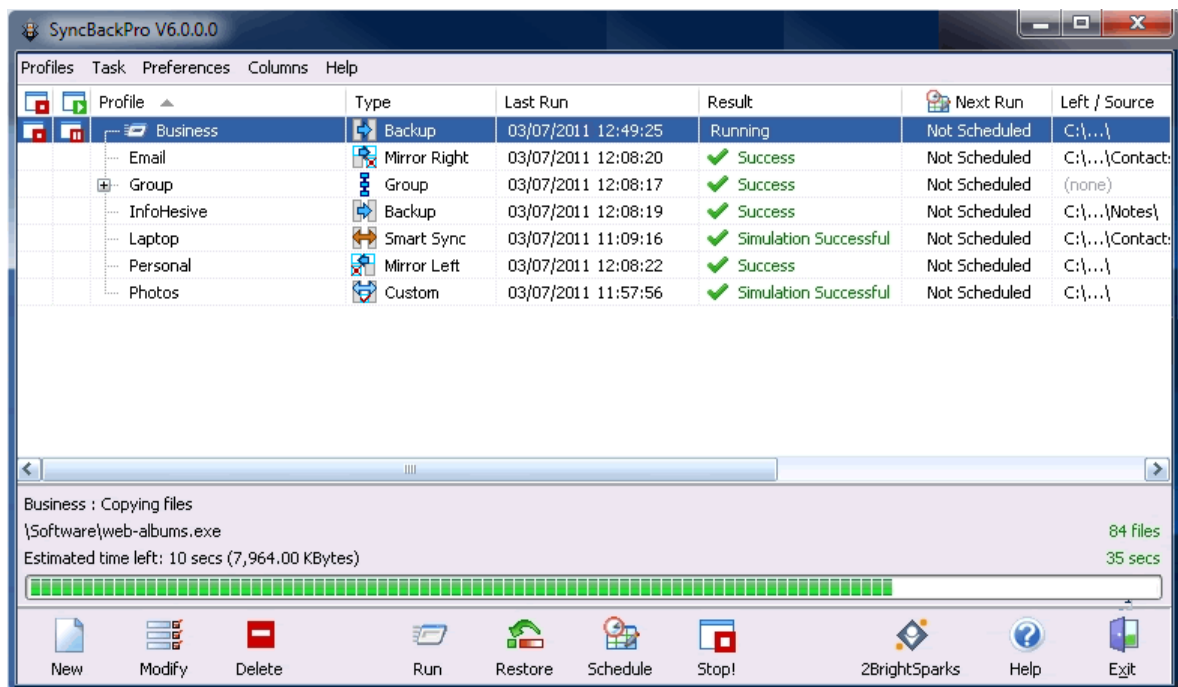 SyncBackPro V6.0.0.0
Profiles Task Preferences Columns Help
Profile Type Last Run Result Next Run Left / Source
Business Backup 03/07/2011 12:49:25 Running Not Scheduled C:\...\
Email Mirror Right 03/07/2011 12:08:20 Success Not Scheduled C:\...\Contact
Group Group 03/07/2011 12:08:17 Success Not Scheduled (none)
InfoHesive Backup 03/07/2011 12:08:19 Success Not Scheduled C:\...\Notes\
Laptop Smart Sync 03/07/2011 11:09:16 Simulation Successful Not Scheduled C:\...\Contact
Personal Mirror Left 03/07/2011 12:08:22 Success Not Scheduled C:\...\
Photos Custom 03/07/2011 11:57:56 Simulation Successful Not Scheduled C:\...\
Business : Copying files
\Software\web-albums.exe 84 files
Estimated time left: 10 secs (7,964.00 KBytes) 35 secs
New Modify Delete Run Restore Schedule Stop! 2BrightSparks Help Exit